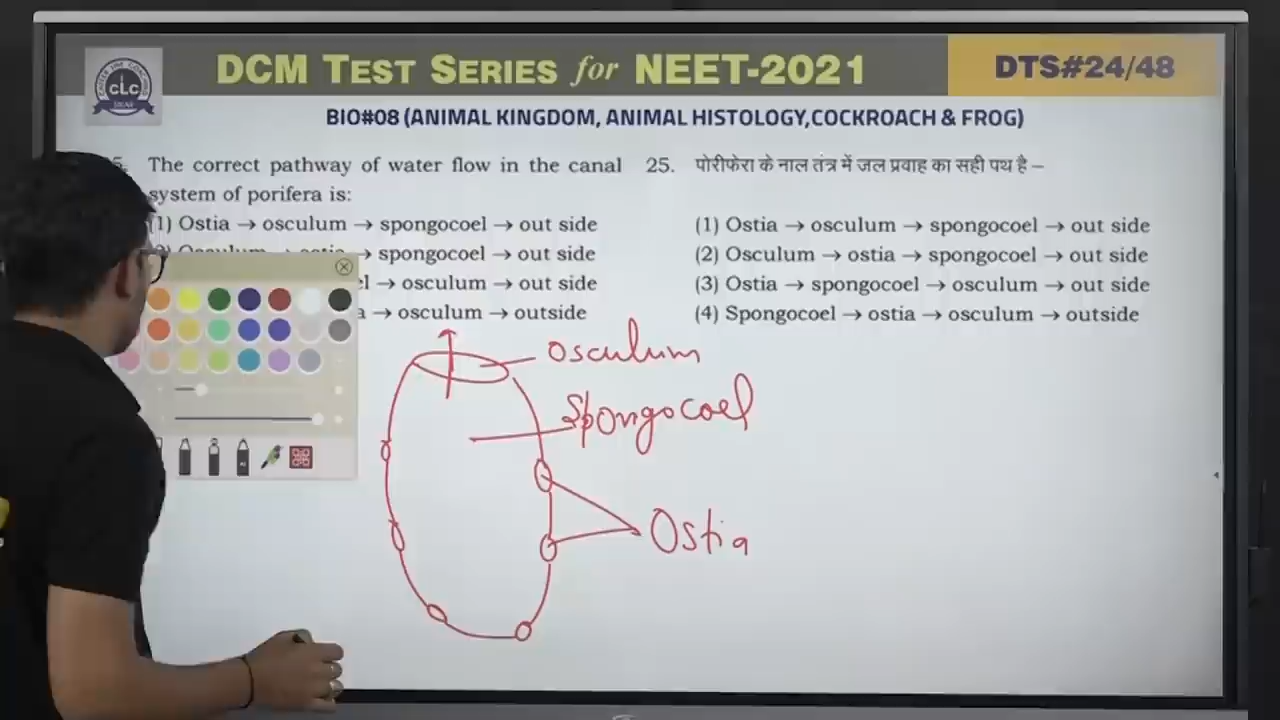 DCM TEST SERIES for NEET-2021
DTS#24/48
CLC
BIO#08 (ANIMAL KINGDOM, ANIMAL HISTOLOGY,COCKROACH & FROG)
The correct pathway of water flow in the canal
system of porifera is:
(1) Ostia → osculum → spongocoel → out side
→ spongocoel → out side
→ osculum → out side
→ osculum → outside
25. पोरीफेरा के नाल तंत्र में जल प्रवाह का सही पथ है –
(1) Ostia → osculum → spongocoel → out side
(2) Osculum → ostia → spongocoel → out side
(3) Ostia → spongocoel → osculum → out side
(4) Spongocoel → ostia → osculum → outside
Osculum
Spongocoel
Ostia